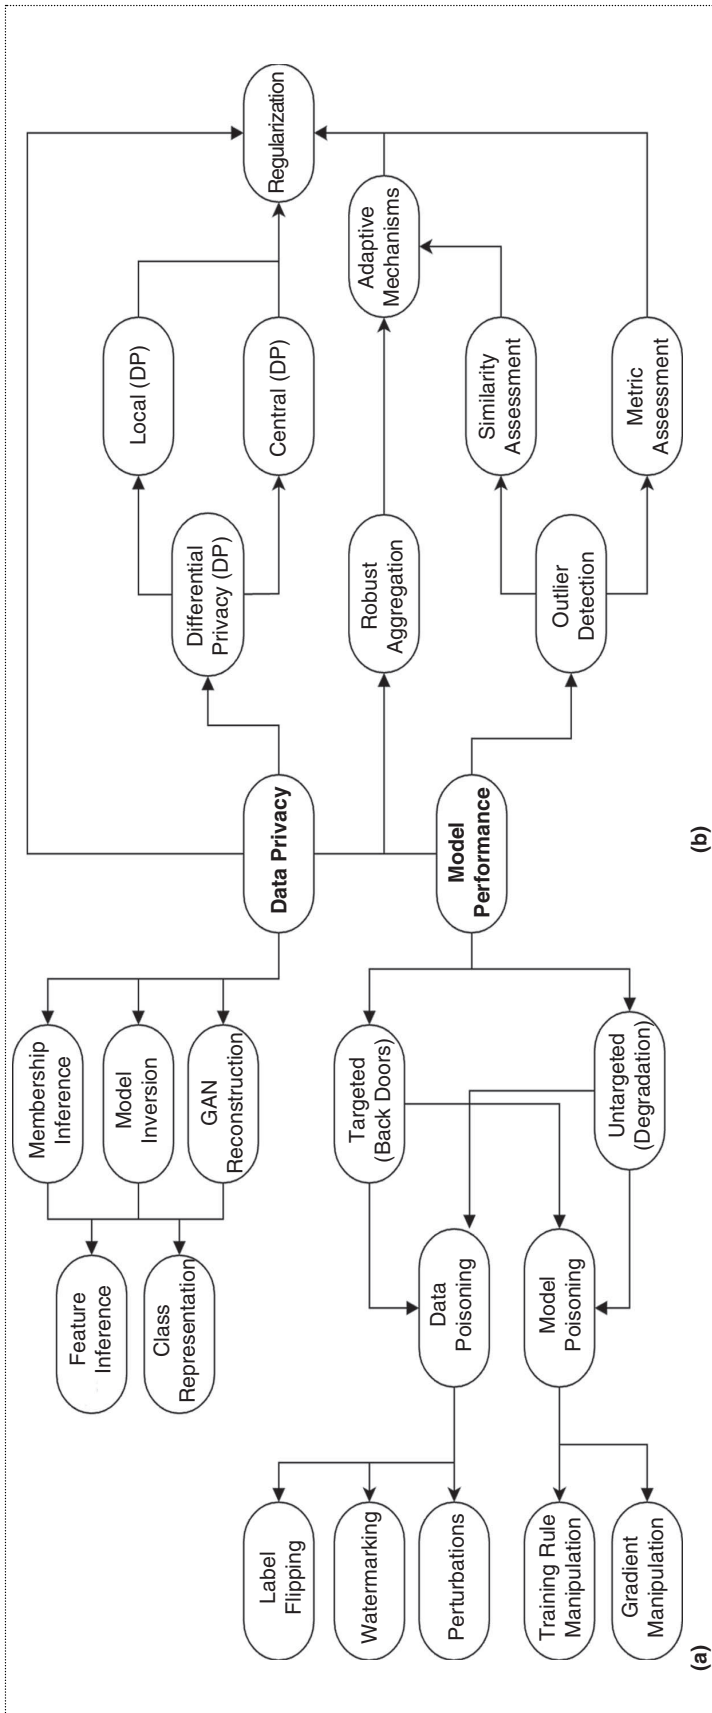 Label
Flipping
Watermarking
Perturbations
Training Rule
Manipulation
Gradient
Manipulation
Feature
Inference
Class
Representation
Data
Poisoning
Model
Poisoning
Membership
Inference
Model
Inversion
GAN
Reconstruction
Targeted
(Back Doors)
Untargeted
(Degradation)
(a)
Data Privacy
Model
Performance
Differential
Privacy (DP)
Robust
Aggregation
Outlier
Detection
Local (DP)
Central (DP)
Similarity
Assessment
Metric
Assessment
Adaptive
Mechanisms
Regularization
(b)